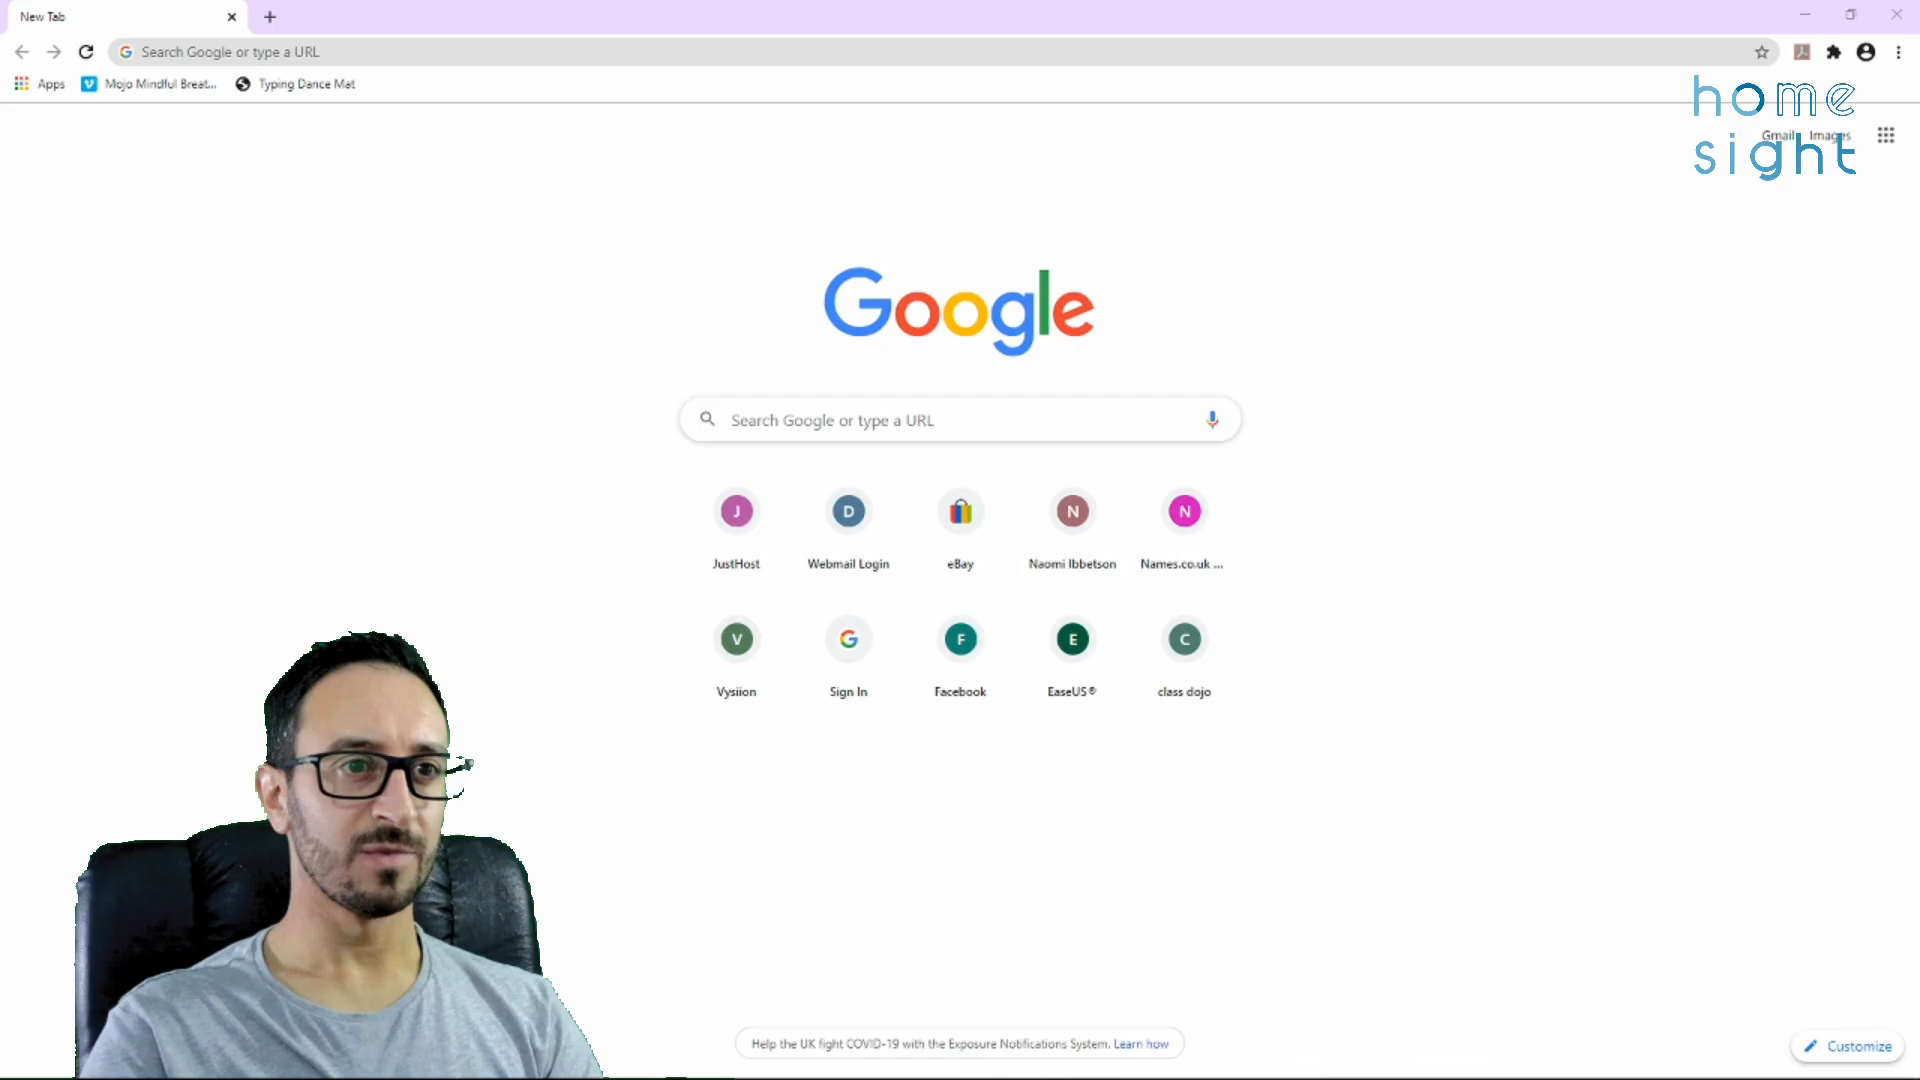 New Tab
Search Google or type a URL
Apps
Mojo Mindful Breat...
Typing Dance Mat
home
sight
Gmail
Images
Google
Search Google or type a URL
J
D
N
N
JustHost
Webmail Login
eBay
Naomi Ibbetson
Names.co.uk ...
V
G
F
E
C
Vysiion
Sign In
Facebook
EaseUS®
class dojo
Help the UK fight COVID-19 with the Exposure Notifications System. Learn how
Customize